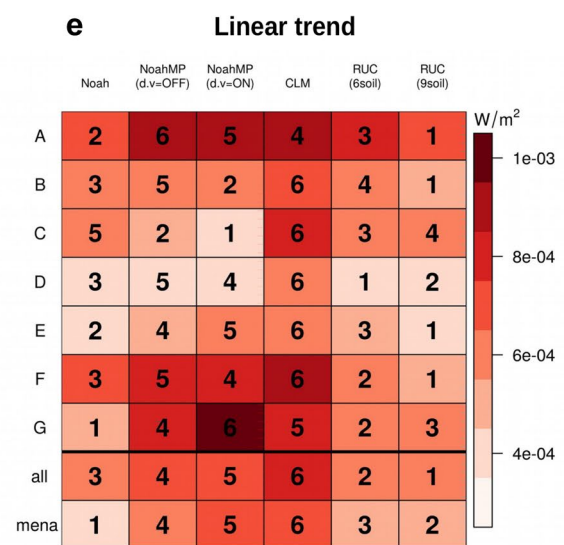 e Linear trend
Noah NoahMP (d.v=OFF) NoahMP (d.v=ON) CLM RUC (6soil) RUC (9soil)
W/m²
A 2 6 5 4 3 1
1e-03
B 3 5 2 6 4 1
C 5 2 1 6 3 4
8e-04
D 3 5 4 6 1 2
E 2 4 5 6 3 1
6e-04
F 3 5 4 6 2 1
G 1 4 6 5 2 3
4e-04
all 3 4 5 6 2 1
mena 1 4 5 6 3 2